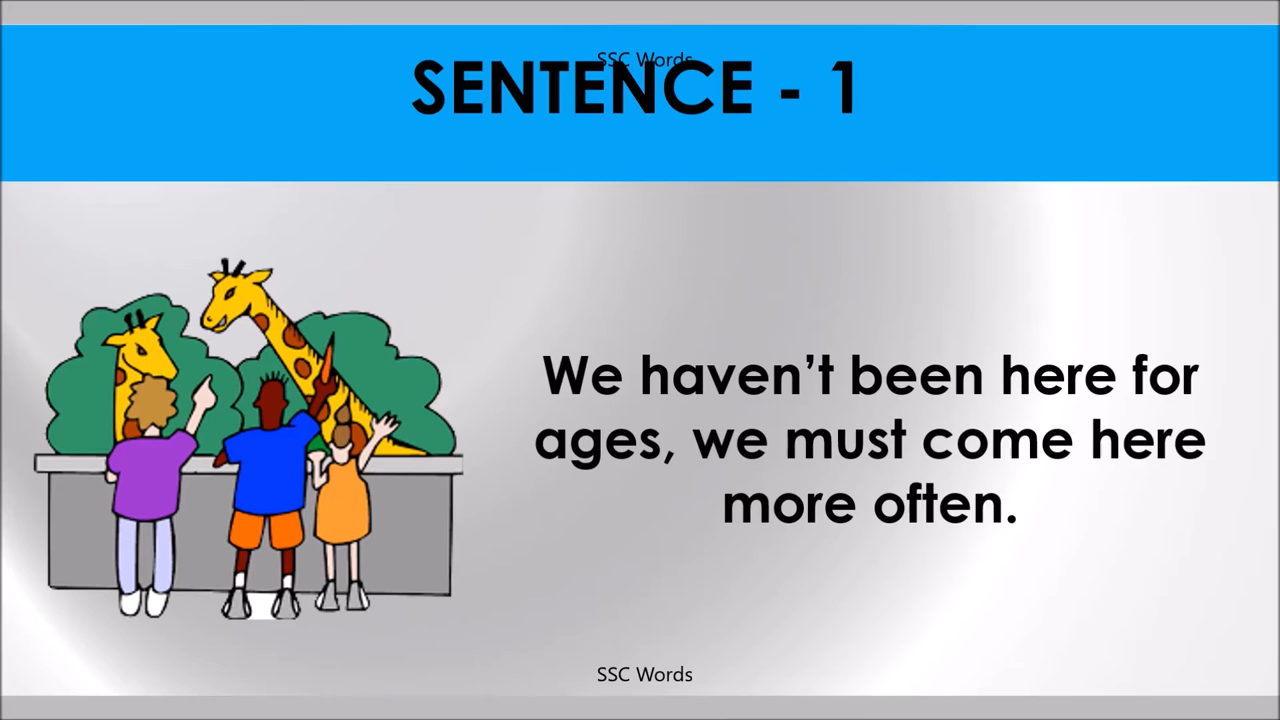 SSC Words
SENTENCE - 1
We haven’t been here for
ages, we must come here
more often.
SSC Words